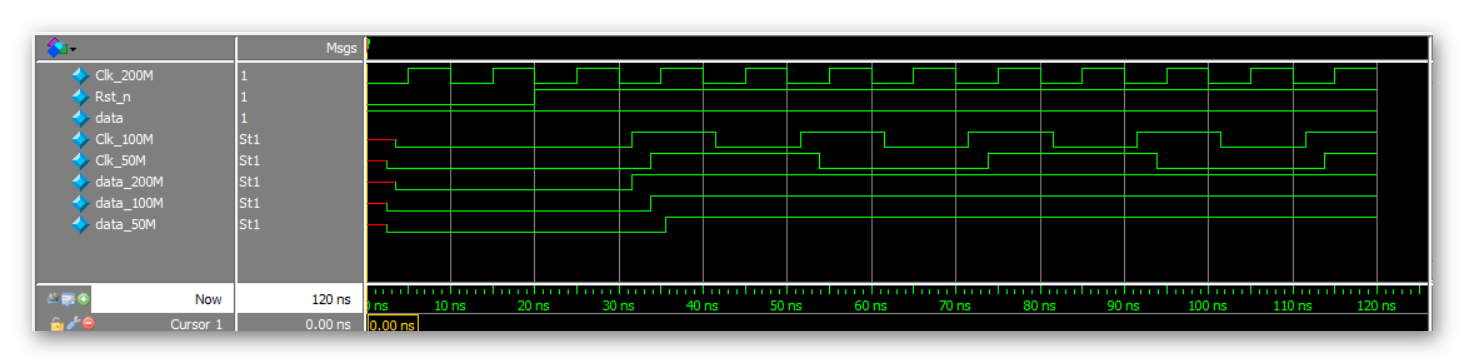 Msgs
Clk_200M 1
Rst_n 1
data 1
Clk_100M St1
Clk_50M St1
data_200M St1
data_100M St1
data_50M St1
Now 120 ns ns 10 ns 20 ns 30 ns 40 ns 50 ns 60 ns 70 ns 80 ns 90 ns 100 ns 110 ns 120 ns
Cursor 1 0.00 ns 0.00 ns